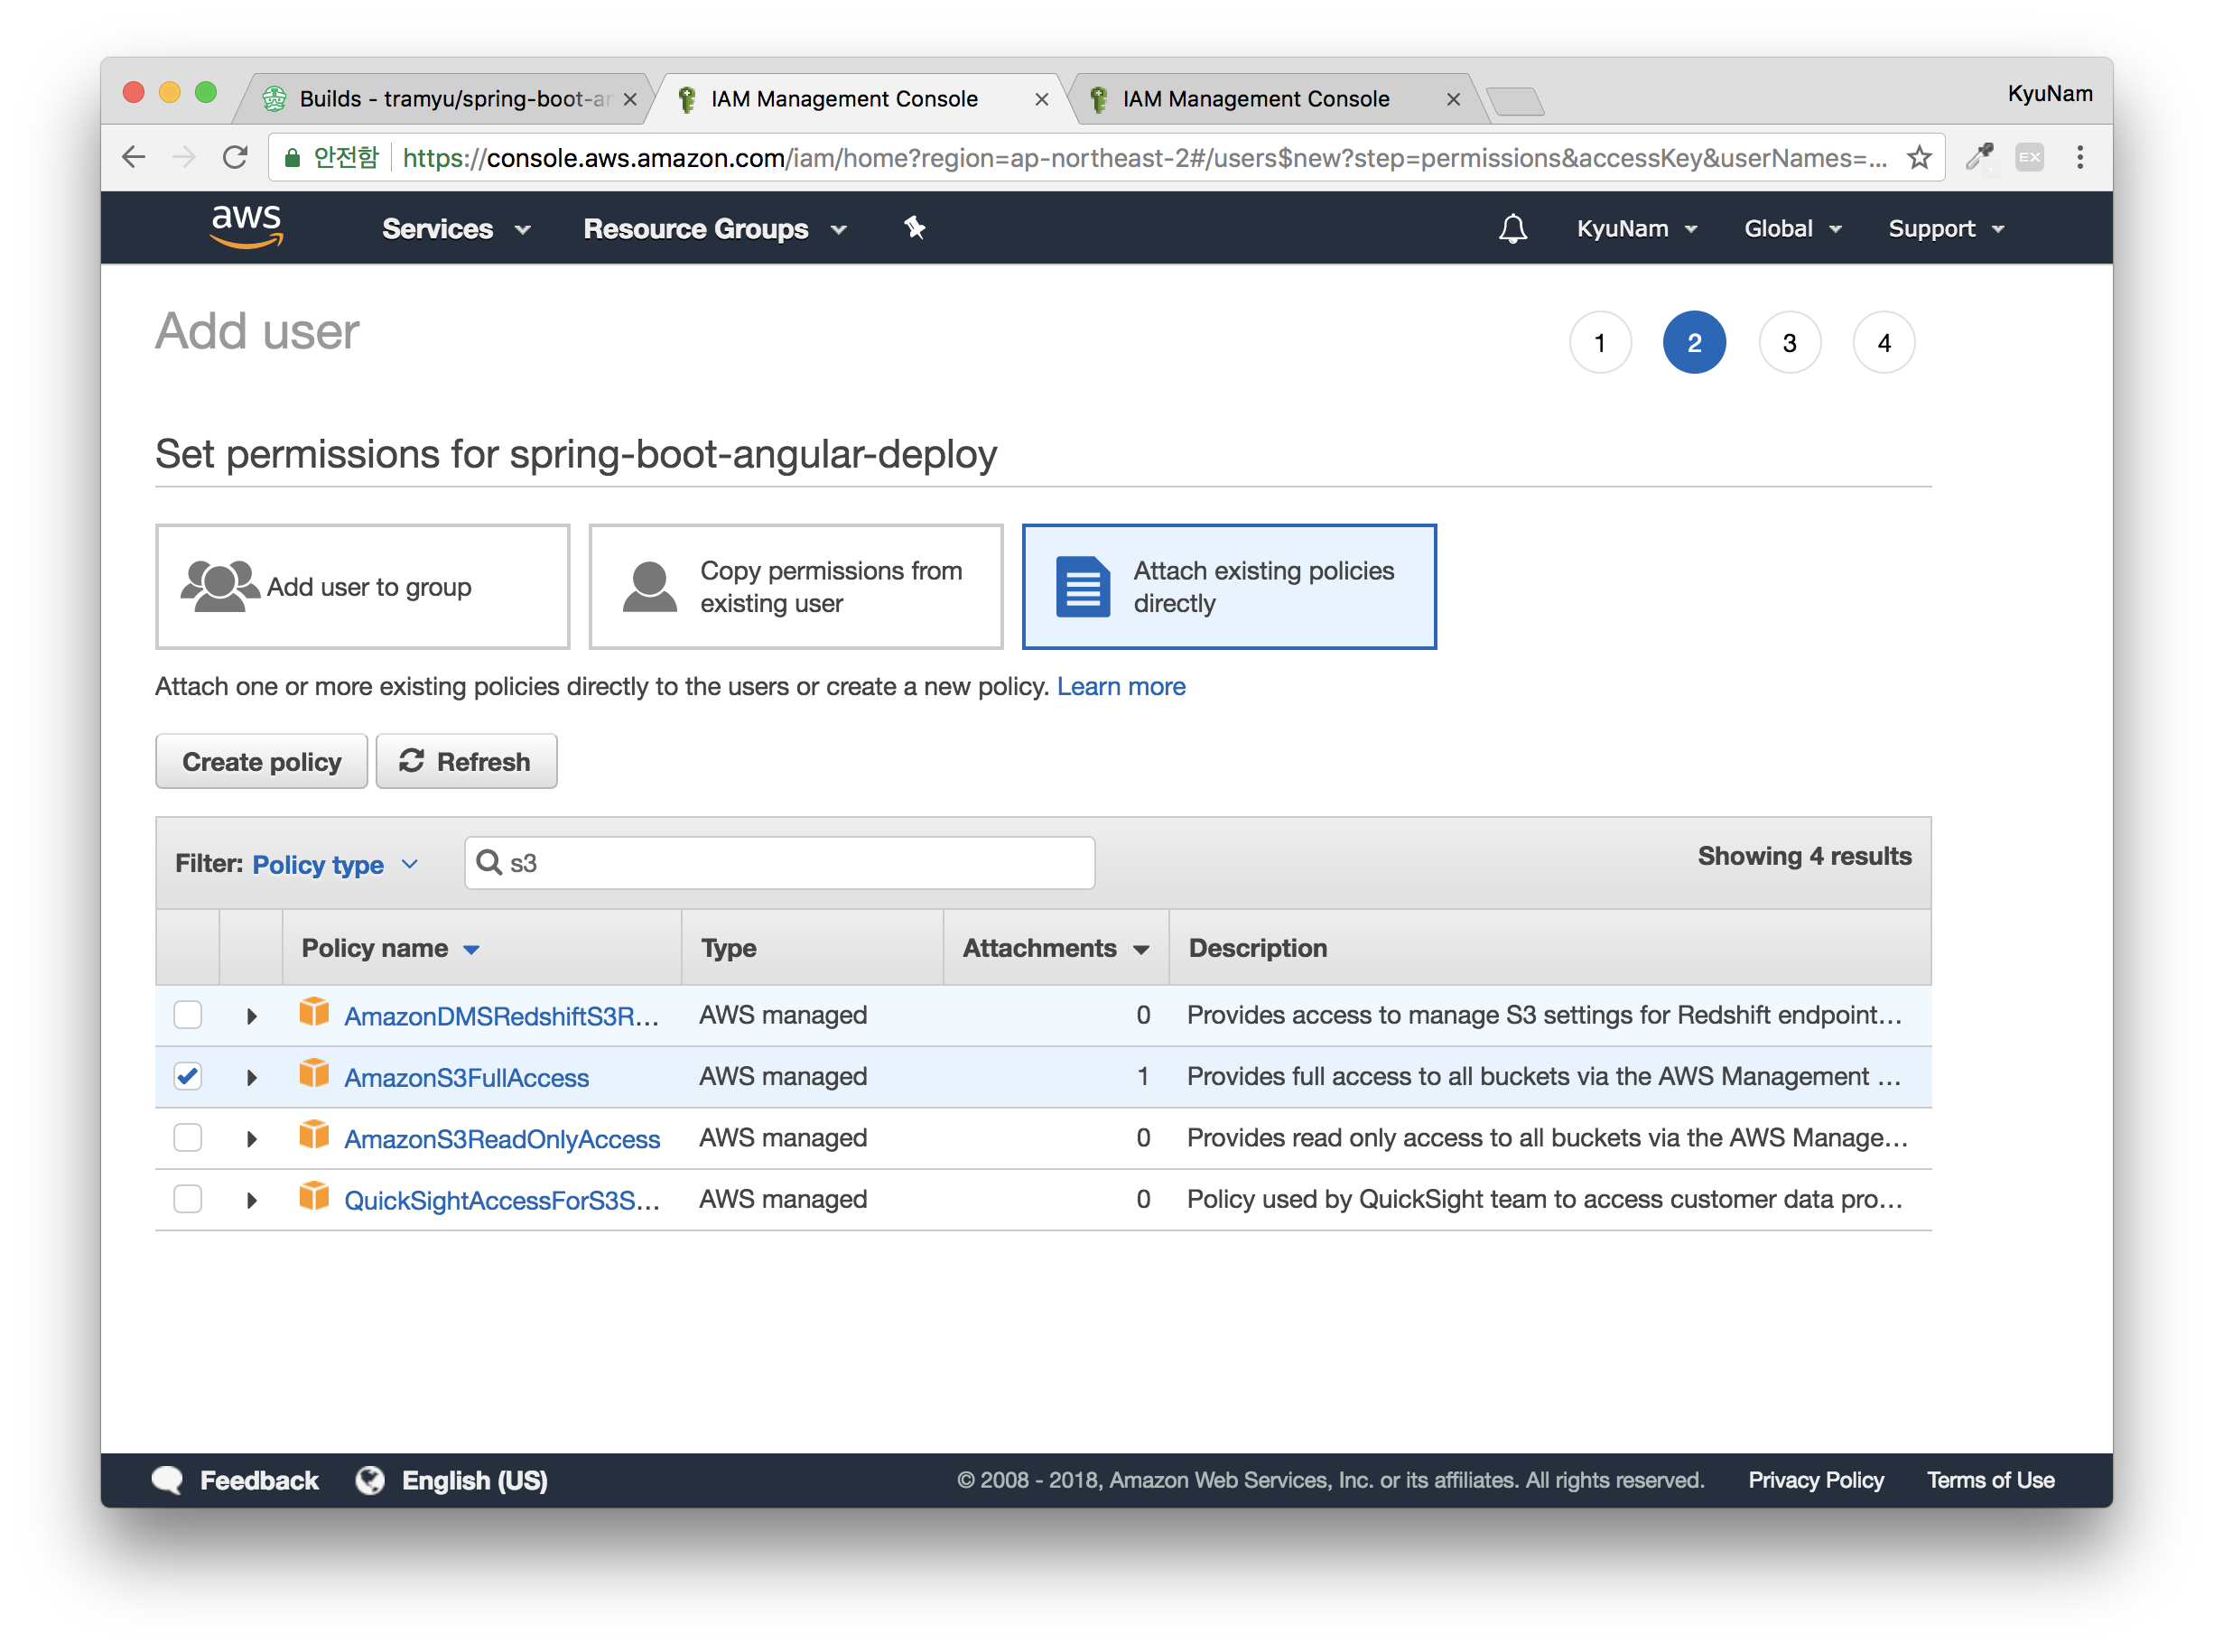 Builds - tramyu/spring-boot-ar
IAM Management Console
IAM Management Console
KyuNam
안전함 https://console.aws.amazon.com/iam/home?region=ap-northeast-2#/users$new?step=permissions&accessKey&userNames=...
EX
aws Services Resource Groups KyuNam Global Support
Add user
1 2 3 4
Set permissions for spring-boot-angular-deploy
Add user to group
Copy permissions from
existing user
Attach existing policies
directly
Attach one or more existing policies directly to the users or create a new policy. Learn more
Create policy Refresh
Filter: Policy type s3 Showing 4 results
Policy name Type Attachments Description
AmazonDMSRedshiftS3R... AWS managed 0 Provides access to manage S3 settings for Redshift endpoint...
AmazonS3FullAccess AWS managed 1 Provides full access to all buckets via the AWS Management ...
AmazonS3ReadOnlyAccess AWS managed 0 Provides read only access to all buckets via the AWS Manage...
QuickSightAccessForS3S... AWS managed 0 Policy used by QuickSight team to access customer data pro...
Feedback English (US) © 2008 - 2018, Amazon Web Services, Inc. or its affiliates. All rights reserved. Privacy Policy Terms of Use